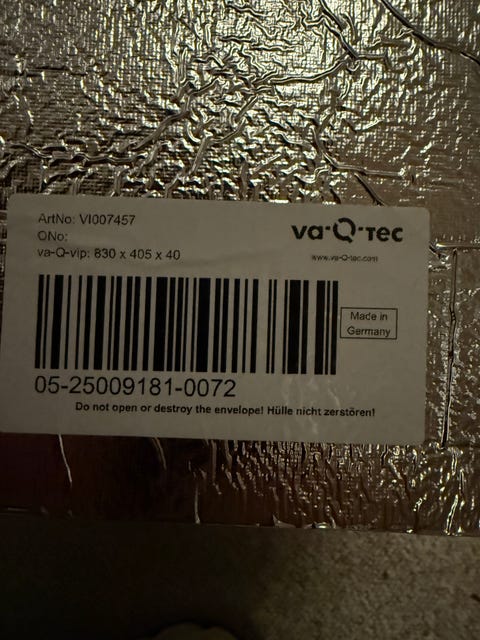 ArtNo: VI007457
QNo:
va-Q-vip: 830 x 405 x 40
va-Q-tec
www.va-Q-tec.com
Made in
Germany
05-25009181-0072
Do not open or destroy the envelope! Hülle nicht zerstören!